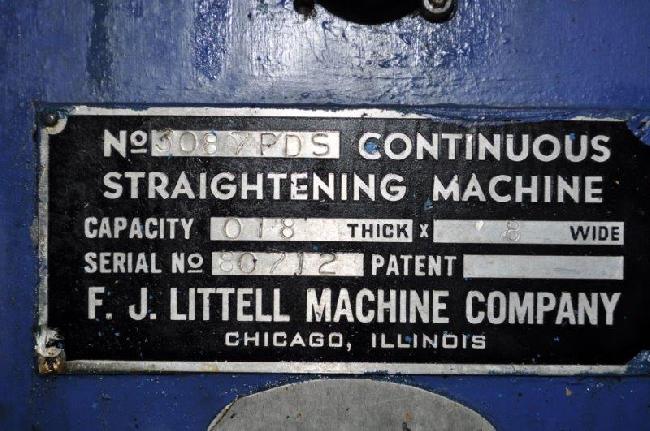 No 3087PDS CONTINUOUS
STRAIGHTENING MACHINE
CAPACITY 018 THICK X 8 WIDE
SERIAL No 80712 PATENT
F. J. LITTELL MACHINE COMPANY
CHICAGO, ILLINOIS